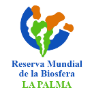 Reserva Mundial
de la Biosfera
LA PALMA